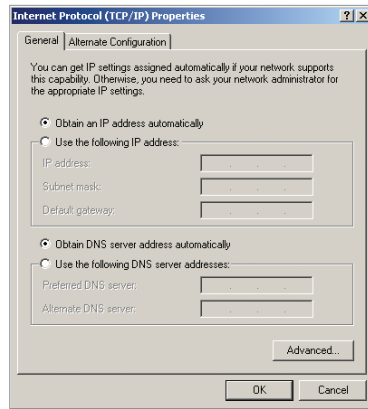 Internet Protocol (TCP/IP) Properties
General
Alternate Configuration
You can get IP settings assigned automatically if your network supports
this capability. Otherwise, you need to ask your network administrator for
the appropriate IP settings.
Obtain an IP address automatically
Use the following IP address:
IP address:
Subnet mask:
Default gateway:
Obtain DNS server address automatically
Use the following DNS server addresses:
Preferred DNS server:
Alternate DNS server:
Advanced...
OK
Cancel